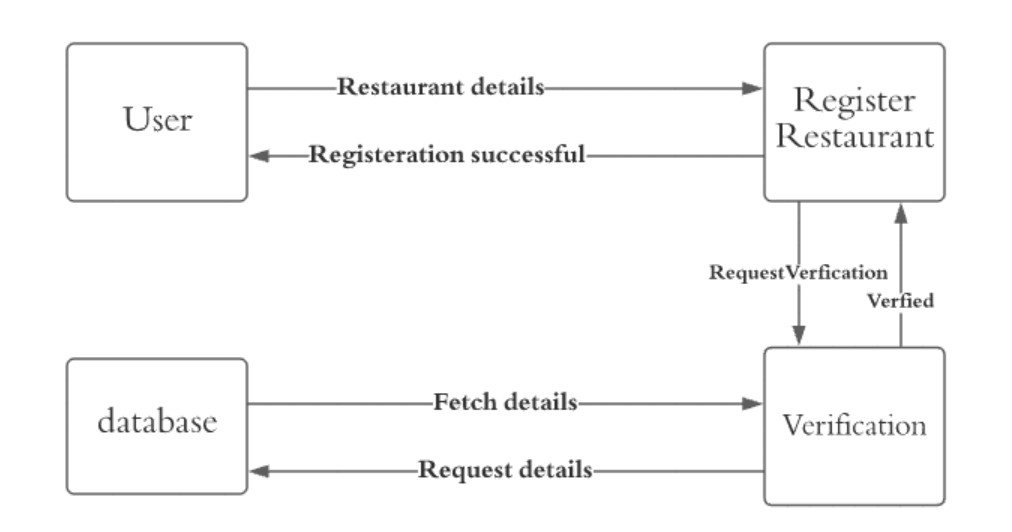 User
Restaurant details
Registeration successful
Register
Restaurant
RequestVerfication
Verfied
database
Fetch details
Request details
Verification